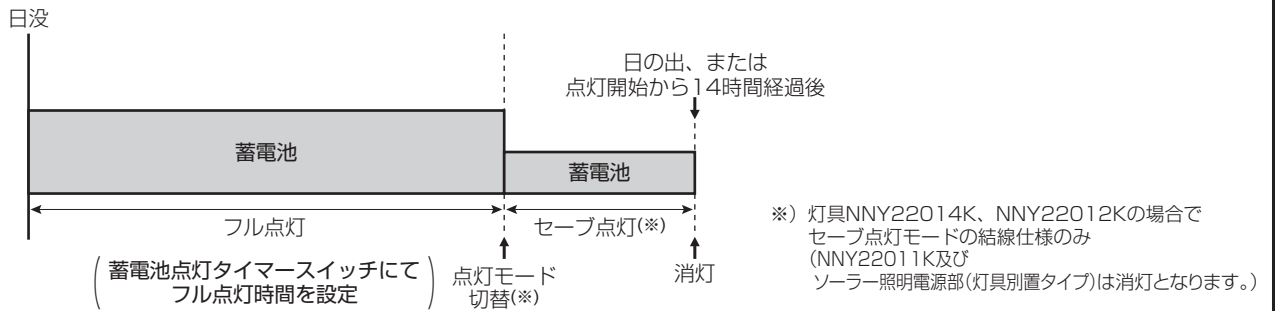 日没
日の出、または
点灯開始から14時間経過後
蓄電池
蓄電池
フル点灯
セーブ点灯(※)
(蓄電池点灯タイマースイッチにて
フル点灯時間を設定)
点灯モード
切替(※)
消灯
※）灯具NNY22014K、NNY22012Kの場合で
セーブ点灯モードの結線仕様のみ
（NNY22011K及び
ソーラー照明電源部（灯具別置タイプ）は消灯となります。）